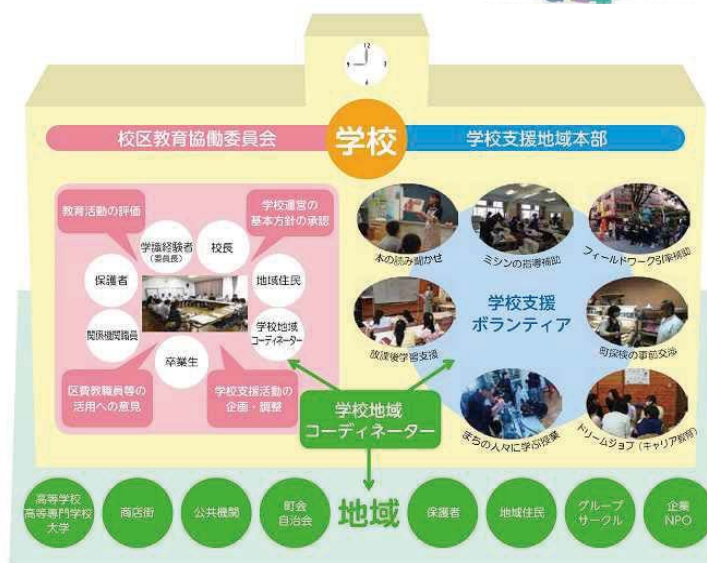 12
3
6
9
学校
校区教育協働委員会
学校支援地域本部
教育活動の評価
学校運営の
基本方針の承認
学識経験者
(委員長)
校長
保護者
地域住民
関係機関職員
学校地域
コーディネーター
卒業生
区費教職員等の
活用への意見
学校支援活動の
企画・調整
本の読み聞かせ
ミシンの指導補助
フィールドワーク引率補助
放課後学習支援
学校支援
ボランティア
町探検の事前交渉
まちの人々に学ぶ授業
ドリームジョブ(キャリア教育)
学校地域
コーディネーター
高等学校
高等専門学校
大学
商店街
公共機関
町会
自治会
地域
保護者
地域住民
グループ
サークル
企業
NPO